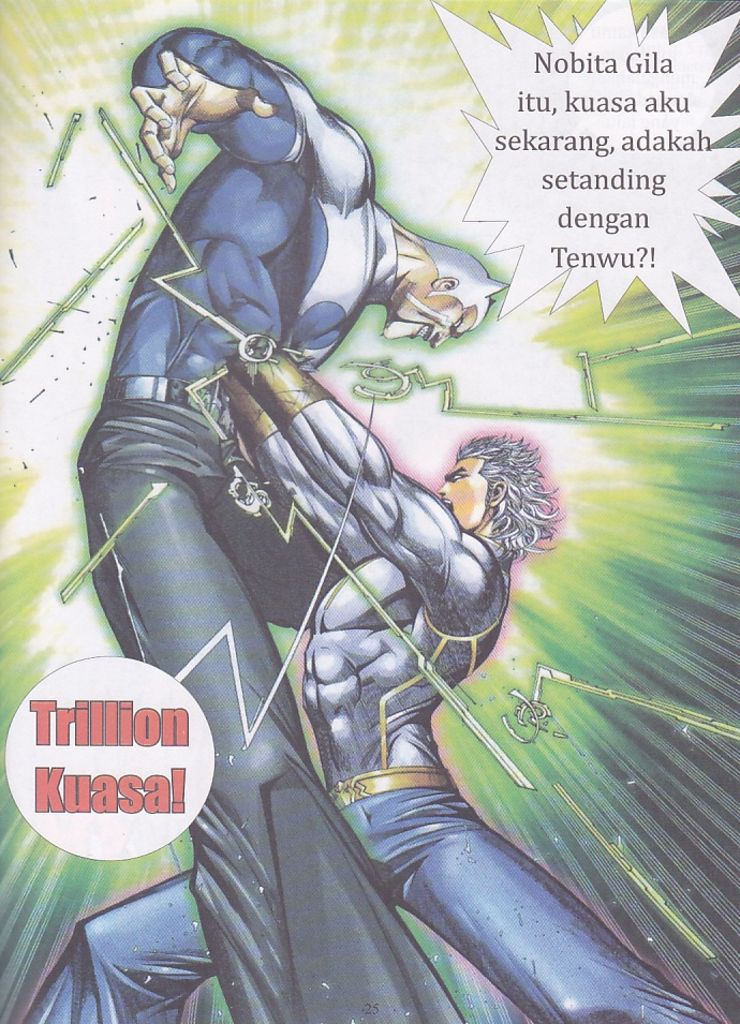 Nobita Gila
itu, kuasa aku
sekarang, adakah
setanding
dengan
Tenwu?!
Trillion
Kuasa!
25